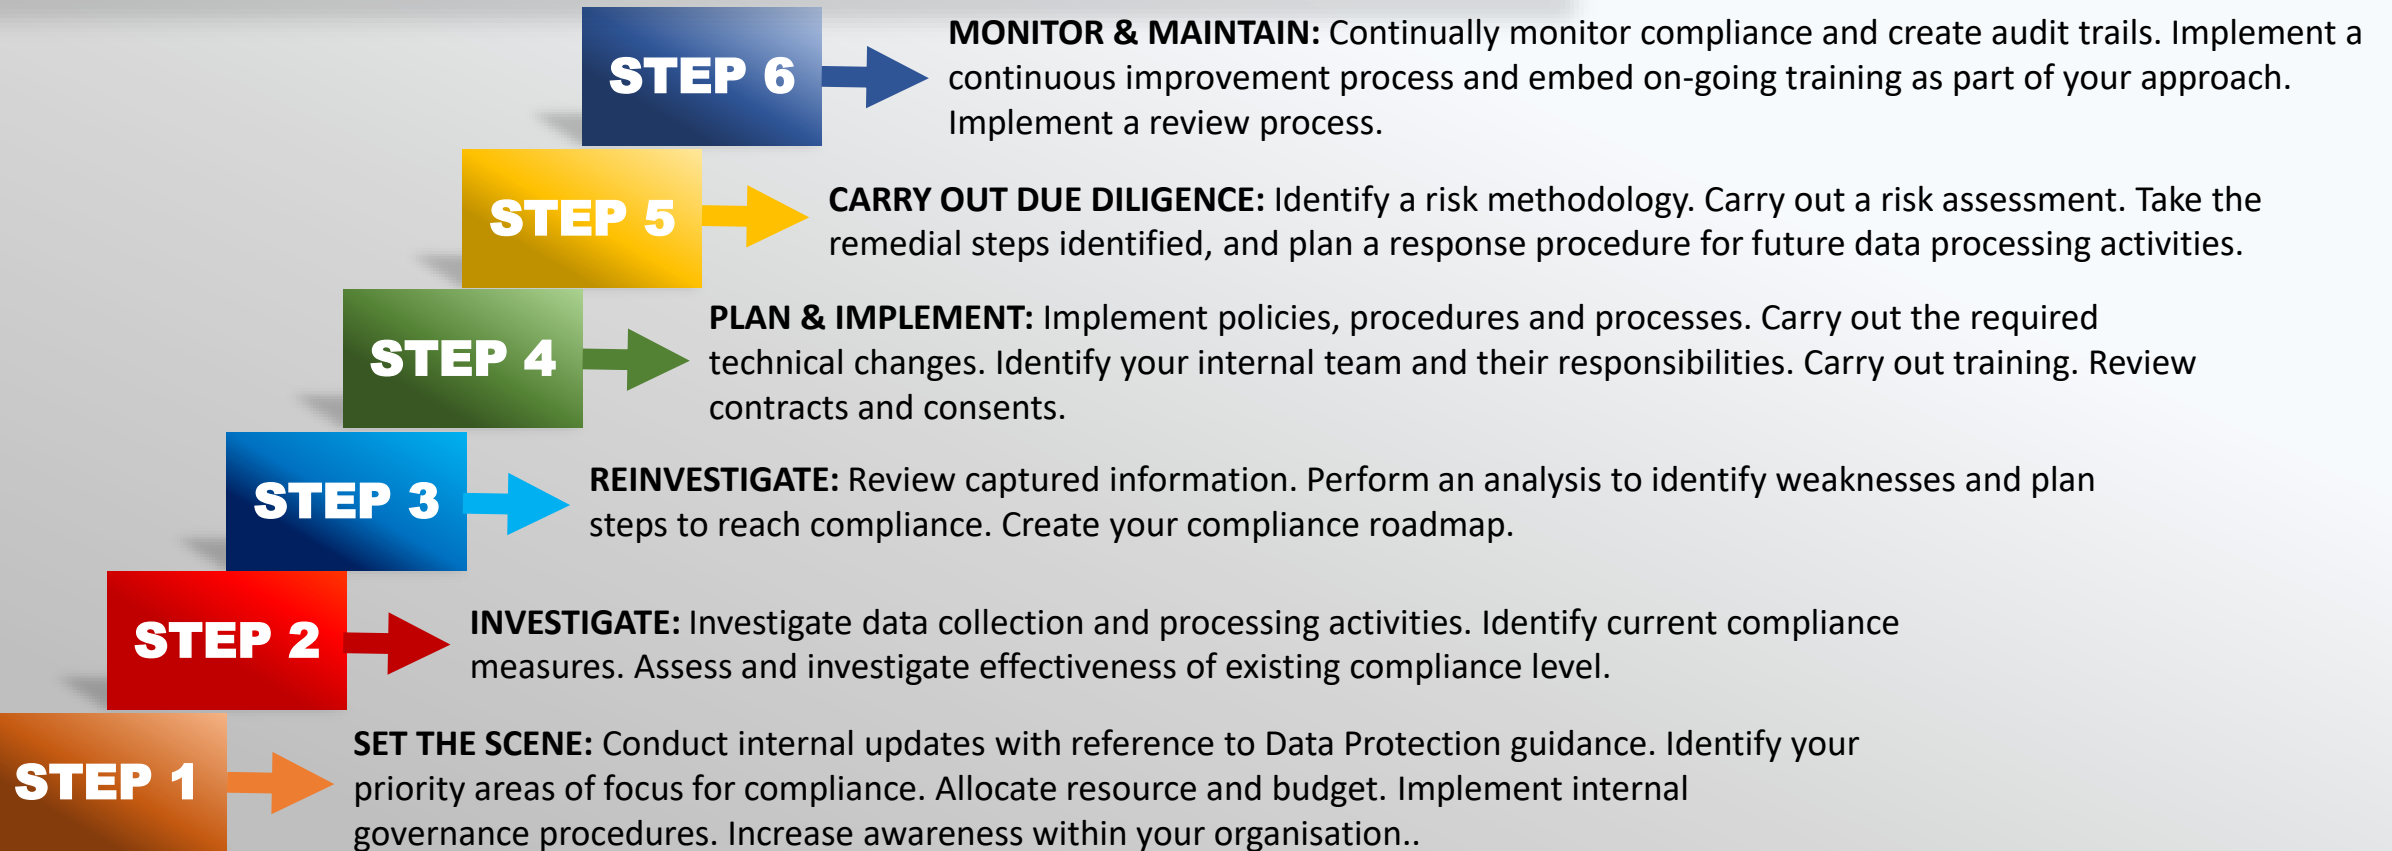 STEP 6
MONITOR & MAINTAIN: Continually monitor compliance and create audit trails. Implement a
continuous improvement process and embed on-going training as part of your approach.
Implement a review process.
STEP 5
CARRY OUT DUE DILIGENCE: Identify a risk methodology. Carry out a risk assessment. Take the
remedial steps identified, and plan a response procedure for future data processing activities.
STEP 4
PLAN & IMPLEMENT: Implement policies, procedures and processes. Carry out the required
technical changes. Identify your internal team and their responsibilities. Carry out training. Review
contracts and consents.
STEP 3
REINVESTIGATE: Review captured information. Perform an analysis to identify weaknesses and plan
steps to reach compliance. Create your compliance roadmap.
STEP 2
INVESTIGATE: Investigate data collection and processing activities. Identify current compliance
measures. Assess and investigate effectiveness of existing compliance level.
STEP 1
SET THE SCENE: Conduct internal updates with reference to Data Protection guidance. Identify your
priority areas of focus for compliance. Allocate resource and budget. Implement internal
governance procedures. Increase awareness within your organisation..